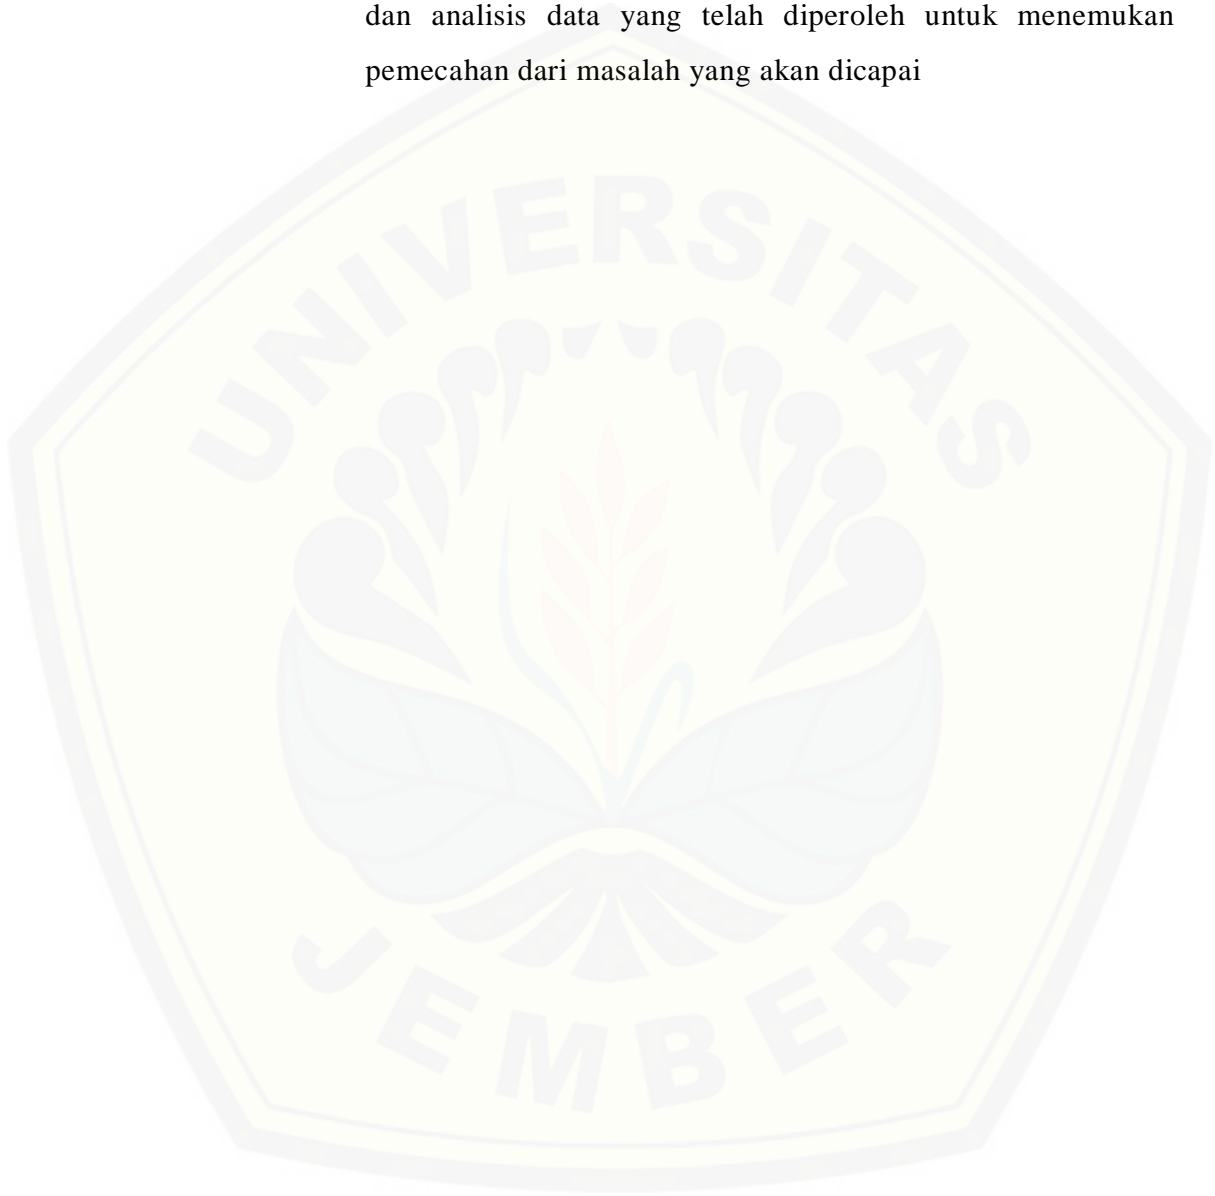 dan analisis data yang telah diperoleh untuk menemukan
pemecahan dari masalah yang akan dicapai
UNIVERSITAS
JEMBER